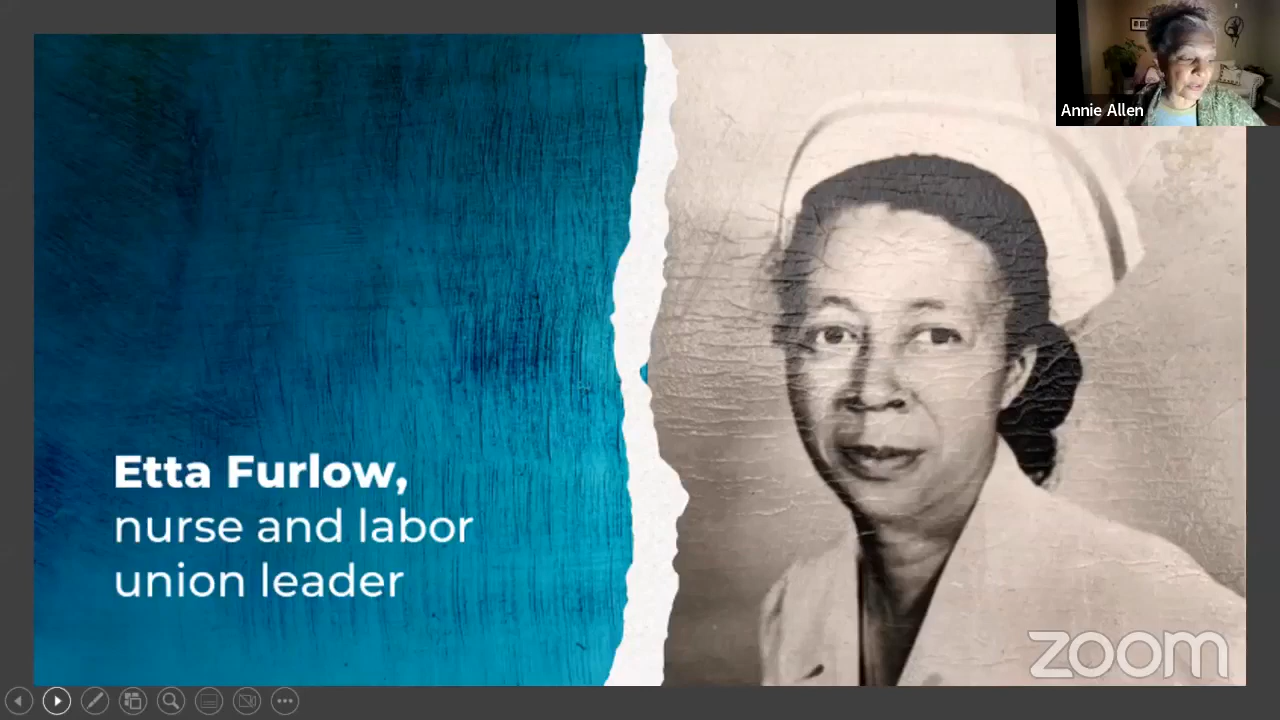 Annie Allen
Etta Furlow,
nurse and labor
union leader
zoom